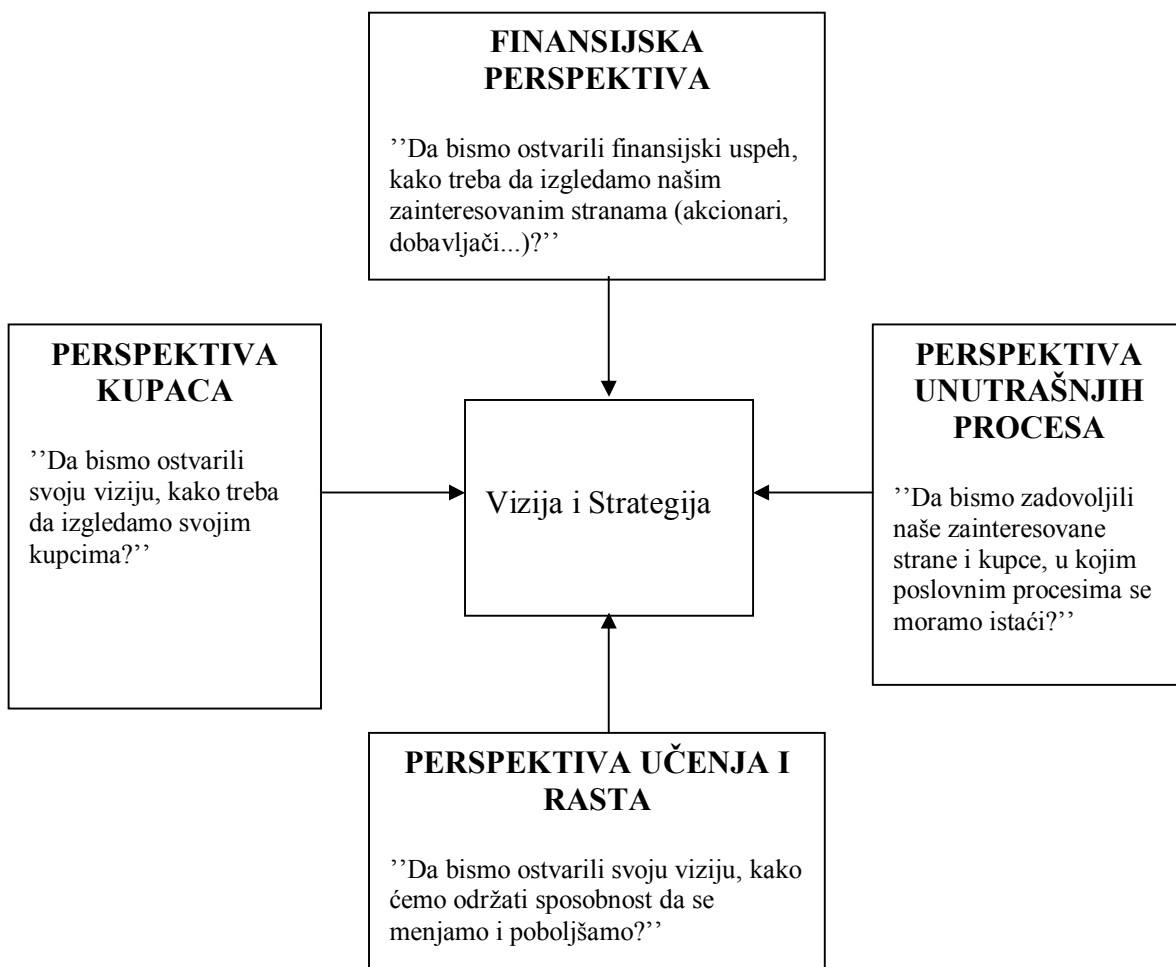 FINANSIJSKA
PERSPEKTIVA
’’Da bismo ostvarili finansijski uspeh,
kako treba da izgledamo našim
zainteresovanim stranama (akcionari,
dobavljači...)?’’
PERSPEKTIVA
KUPACA
’’Da bismo ostvarili
svoju viziju, kako treba
da izgledamo svojim
kupcima?’’
Vizija i Strategija
PERSPEKTIVA
UNUTRAŠNJIH
PROCESA
’’Da bismo zadovoljili
naše zainteresovane
strane i kupce, u kojim
poslovnim procesima se
moramo istaći?’’
PERSPEKTIVA UČENJA I
RASTA
’’Da bismo ostvarili svoju viziju, kako
ćemo održati sposobnost da se
menjamo i poboljšamo?’’